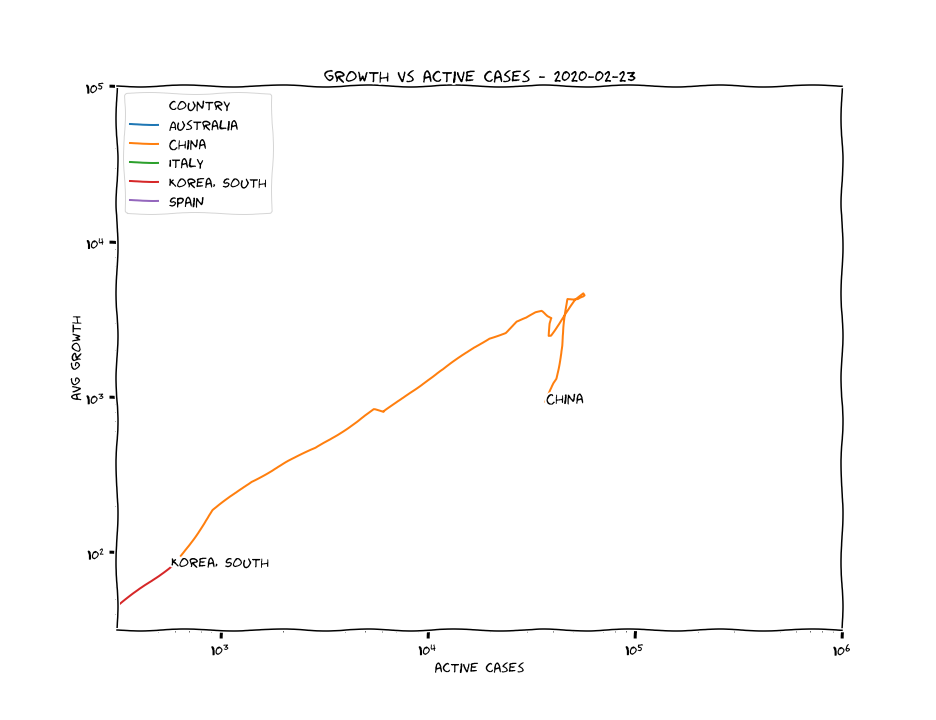 GROWTH VS ACTIVE CASES - 2020-02-23
10⁵
COUNTRY
AUSTRALIA
CHINA
ITALY
KOREA, SOUTH
SPAIN
10⁴
AVG GROWTH
10³
CHINA
10²
KOREA, SOUTH
10³ 10⁴ 10⁵ 10⁶
ACTIVE CASES